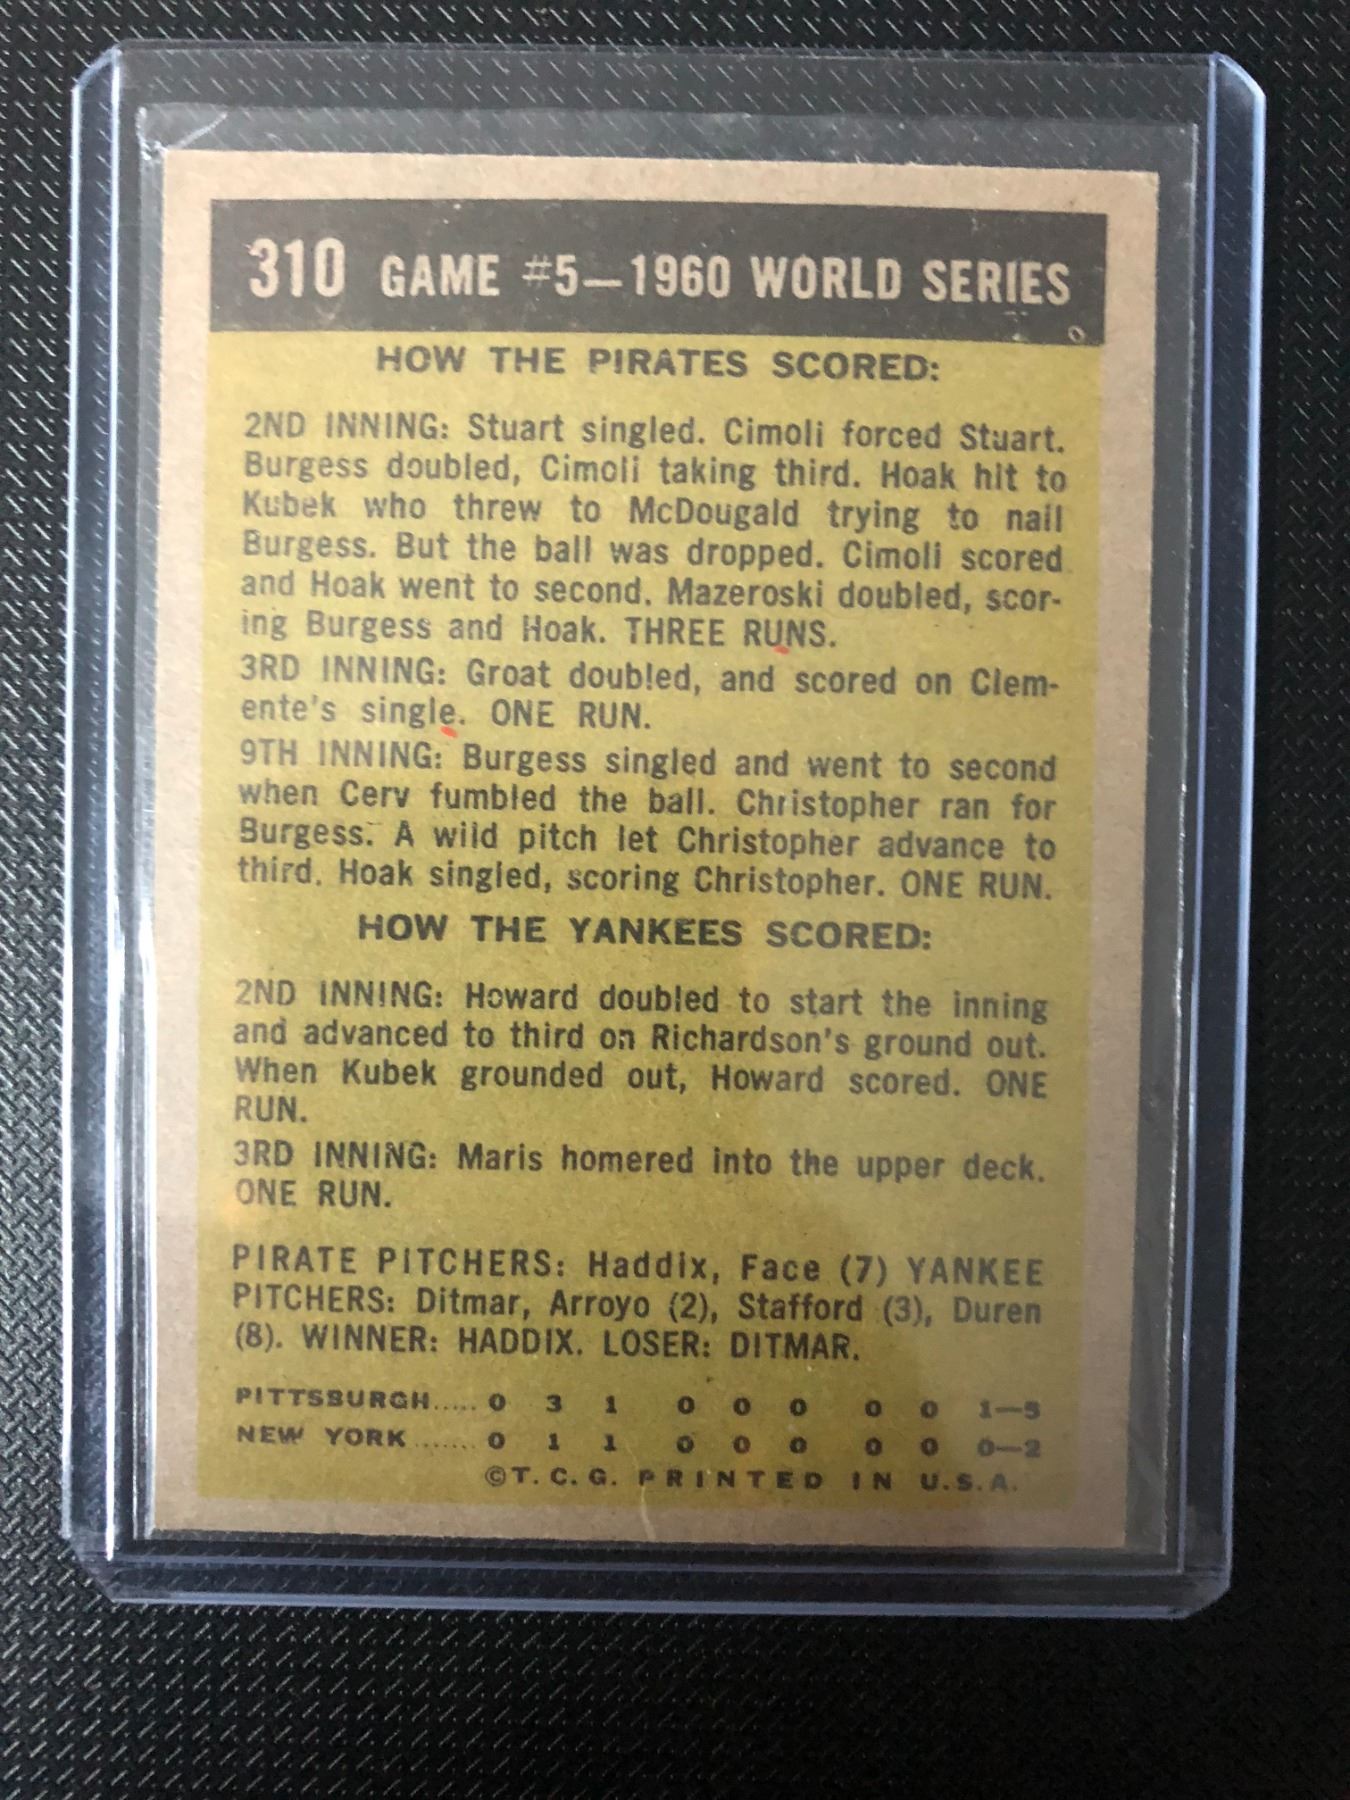 310 GAME #5—1960 WORLD SERIES
HOW THE PIRATES SCORED:
2ND INNING: Stuart singled. Cimoli forced Stuart.
Burgess doubled, Cimoli taking third. Hoak hit to
Kubek who threw to McDougald trying to nail
Burgess. But the ball was dropped. Cimoli scored
and Hoak went to second. Mazeroski doubled, scor-
ing Burgess and Hoak. THREE RUNS.
3RD INNING: Groat doubled, and scored on Clem-
ente's single. ONE RUN.
9TH INNING: Burgess singled and went to second
when Cerv fumbled the ball. Christopher ran for
Burgess. A wild pitch let Christopher advance to
third. Hoak singled, scoring Christopher. ONE RUN.
HOW THE YANKEES SCORED:
2ND INNING: Howard doubled to start the inning
and advanced to third on Richardson's ground out.
When Kubek grounded out, Howard scored. ONE
RUN.
3RD INNING: Maris homered into the upper deck.
ONE RUN.
PIRATE PITCHERS: Haddix, Face (7) YANKEE
PITCHERS: Ditmar, Arroyo (2), Stafford (3), Duren
(8). WINNER: HADDIX. LOSER: DITMAR.
PITTSBURGH..... 0 3 1 0 0 0 0 0 1—5
NEW YORK ....... 0 1 1 0 0 0 0 0 0—2
©T. C. G. PRINTED IN U.S.A.